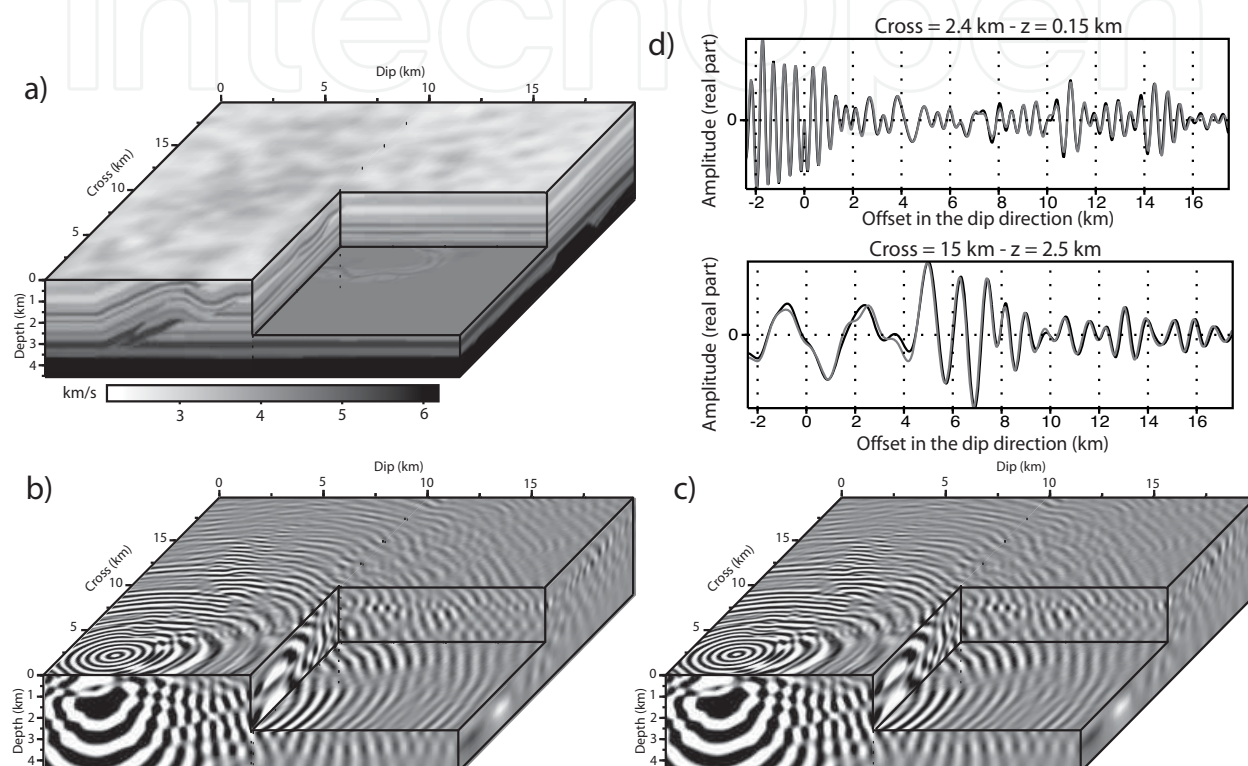 IntechOpen
a)
Dip (km)
0 5 10 15
Cross (km)
15
10
5
0
Depth (km)
1
2
3
4
km/s
3 4 5 6
d)
Cross = 2.4 km - z = 0.15 km
Amplitude (real part)
0
-2 0 2 4 6 8 10 12 14 16
Offset in the dip direction (km)
Cross = 15 km - z = 2.5 km
Amplitude (real part)
0
-2 0 2 4 6 8 10 12 14 16
Offset in the dip direction (km)
b)
Dip (km)
0 5 10 15
Cross (km)
15
10
5
0
Depth (km)
1
2
3
4
c)
Dip (km)
0 5 10 15
Cross (km)
15
10
5
0
Depth (km)
1
2
3
4